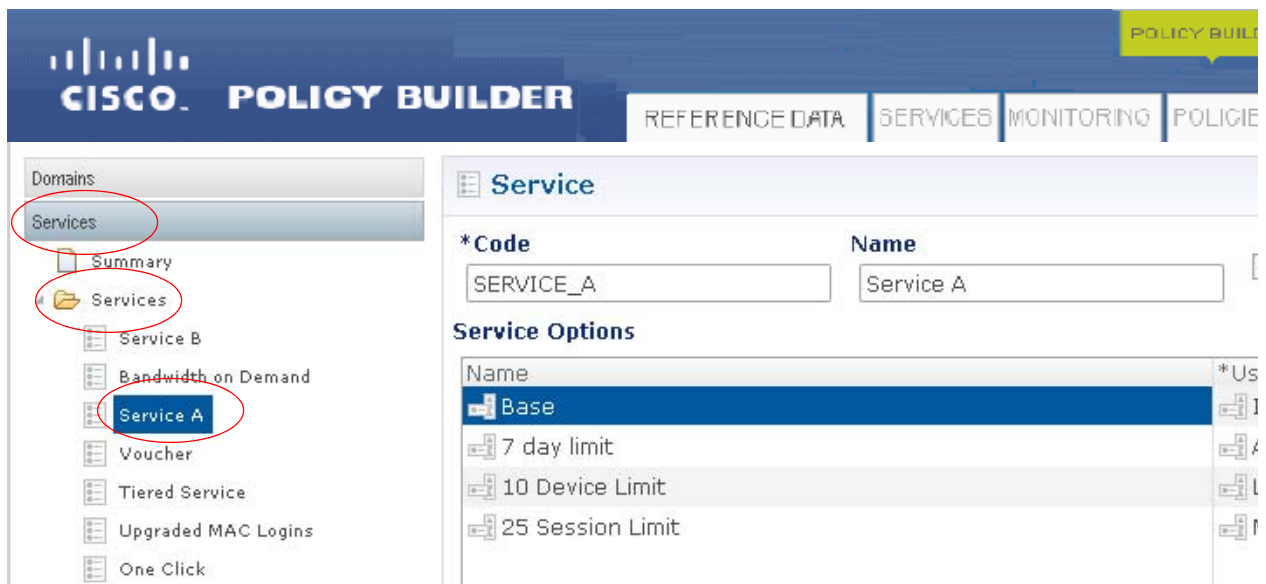 POLICY BUILD
CISCO. POLICY BUILDER
REFERENCE DATA SERVICES MONITORING POLICIE
Domains
Services
Summary
Services
Service B
Bandwidth on Demand
Service A
Voucher
Tiered Service
Upgraded MAC Logins
One Click
Service
*Code Name
SERVICE_A Service A
Service Options
Name *Us
Base
7 day limit
10 Device Limit
25 Session Limit